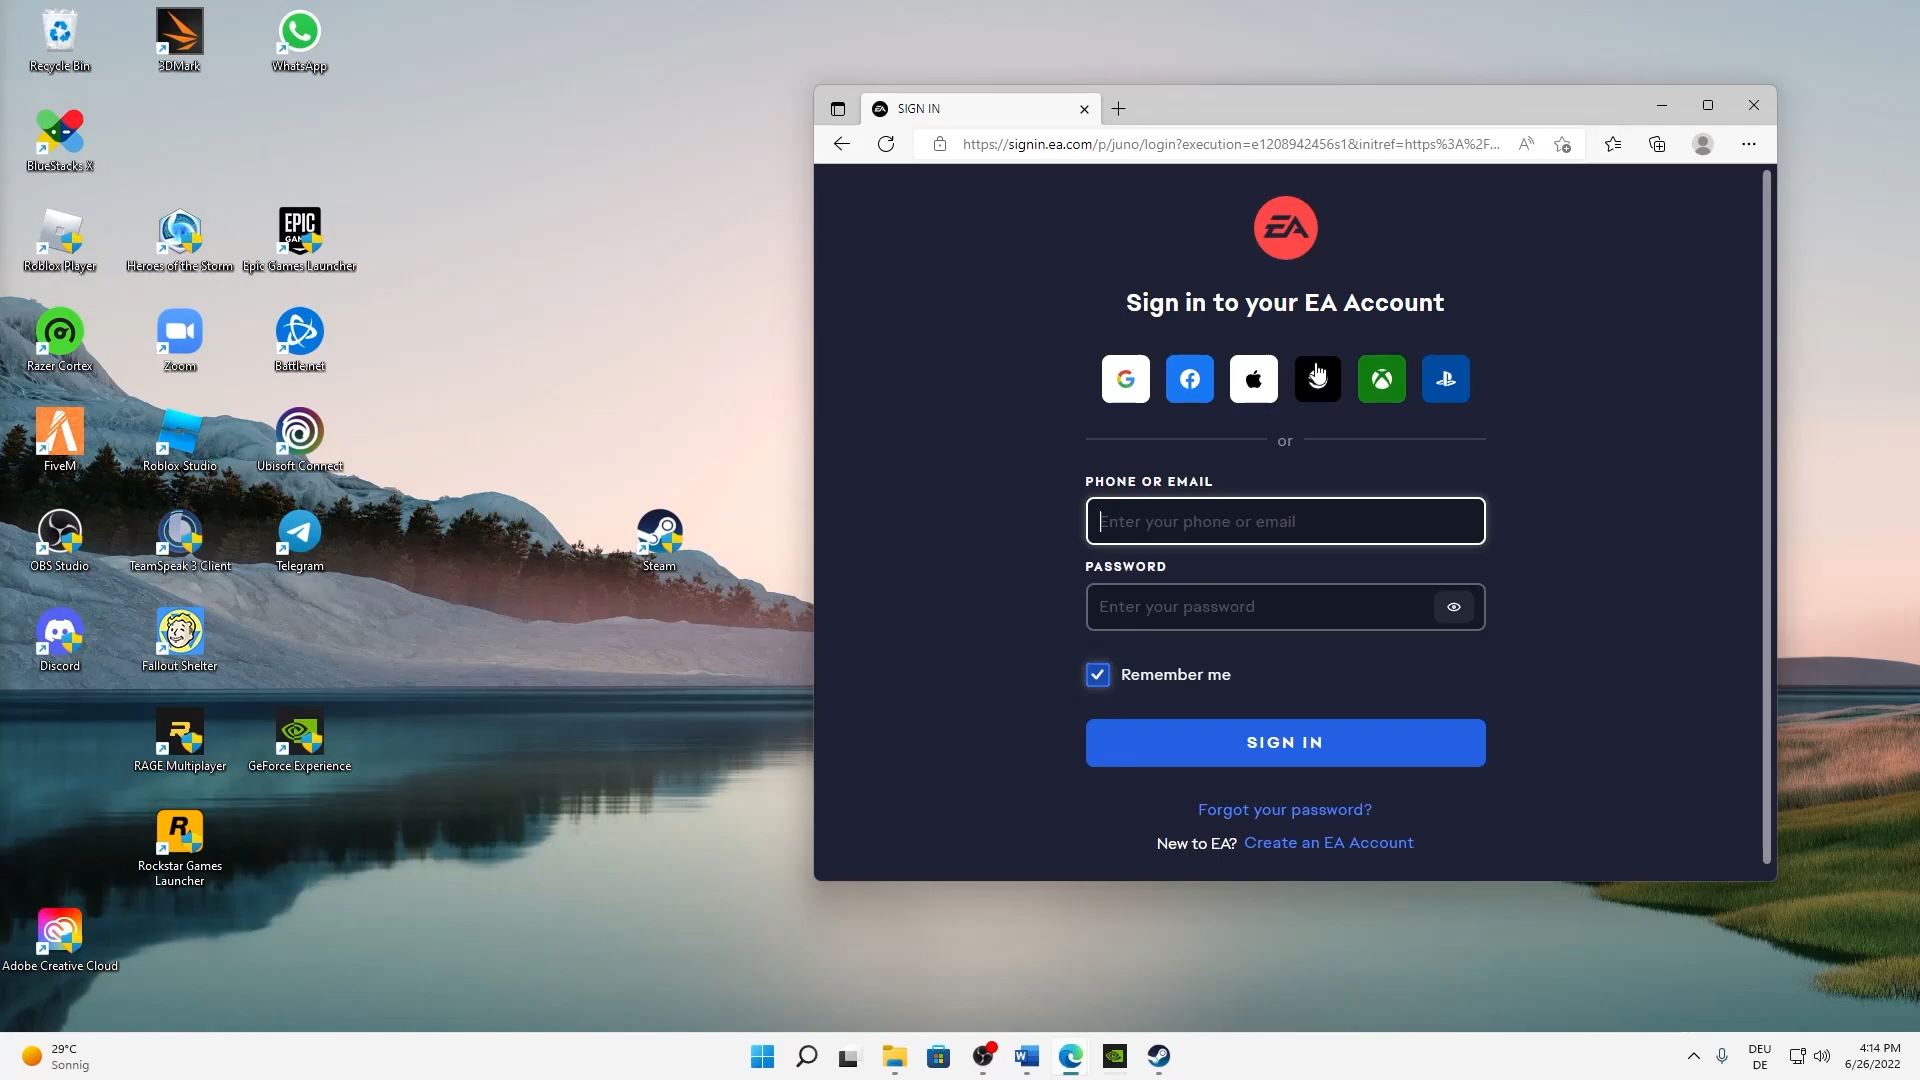 Recycle Bin
3DMark
WhatsApp
BlueStacks X
Roblox Player
Heroes of the Storm
EPIC
GAMES
Epic Games Launcher
Razer Cortex
Zoom
Battle.net
FiveM
Roblox Studio
Ubisoft Connect
OBS Studio
TeamSpeak 3 Client
Telegram
Steam
Discord
Fallout Shelter
RAGE Multiplayer
GeForce Experience
Rockstar Games
Launcher
Adobe Creative Cloud
SIGN IN
https://signin.ea.com/p/juno/login?execution=e1208942456s1&initref=https%3A%2F...
EA
Sign in to your EA Account
or
PHONE OR EMAIL
Enter your phone or email
PASSWORD
Enter your password
Remember me
SIGN IN
Forgot your password?
New to EA? Create an EA Account
29°C
Sonnig
DEU
DE
4:14 PM
6/26/2022